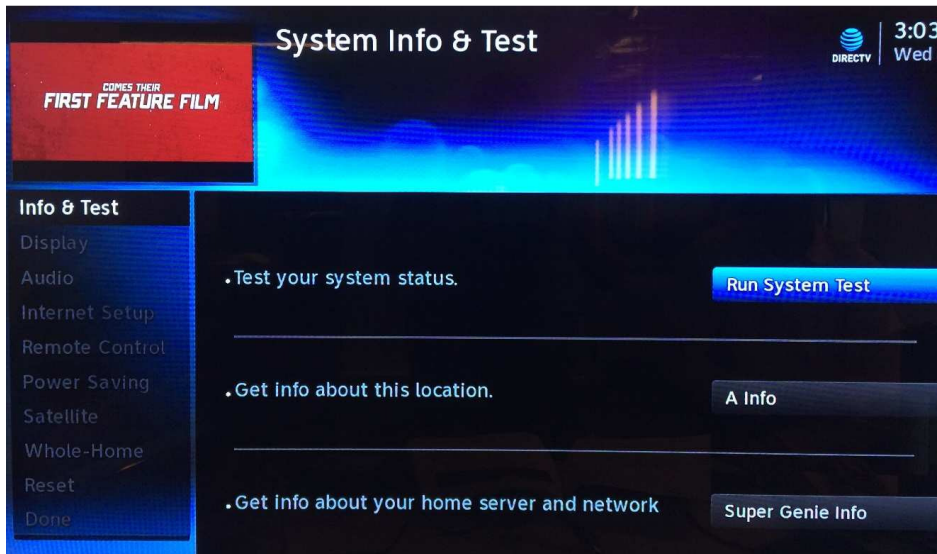 System Info & Test
DIRECTV
3:03
Wed
COMES THEIR
FIRST FEATURE FILM
Info & Test
Display
Audio
Internet Setup
Remote Control
Power Saving
Satellite
Whole-Home
Reset
Done
Test your system status.
Run System Test
Get info about this location.
A Info
Get info about your home server and network
Super Genie Info